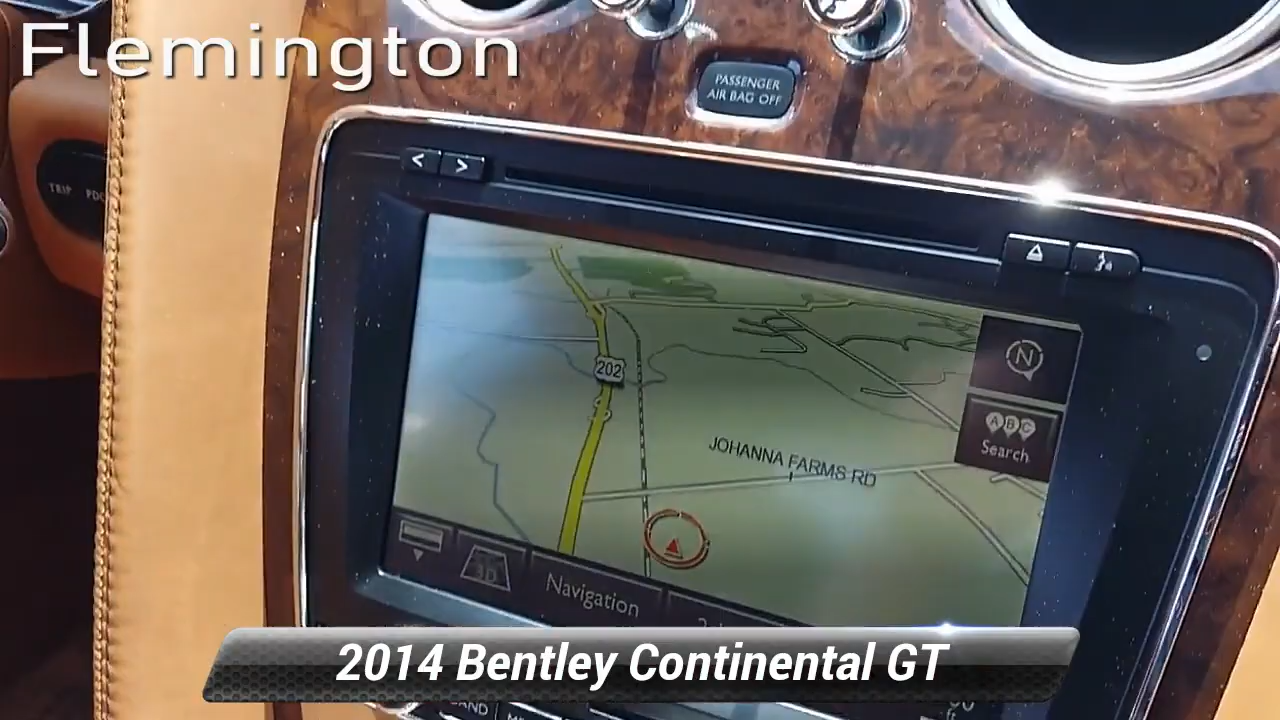 Flemington
PASSENGER
AIR BAG OFF
< >
TRIP
N
202
A B C
Search
JOHANNA FARMS RD
3D
Navigation
2014 Bentley Continental GT